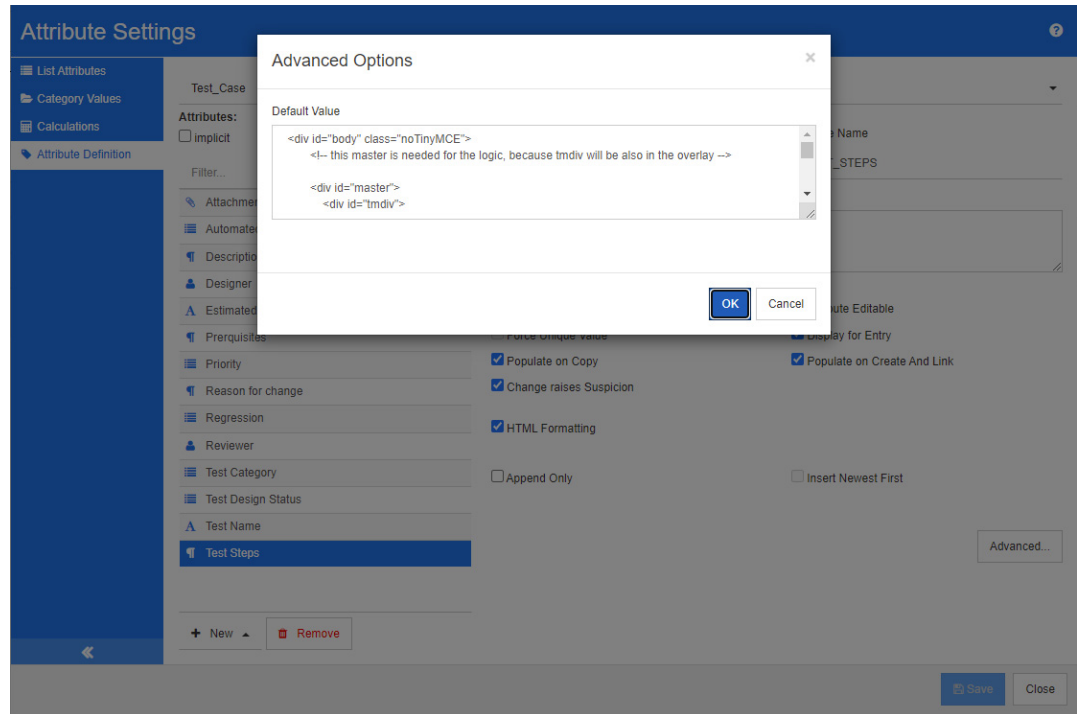 Attribute Settings
List Attributes
Category Values
Calculations
Attribute Definition
Test_Case
Attributes:
implicit
Filter...
Attachmen
Automated
Descriptio
Designer
A Estimated
Prerquisites
Priority
Reason for change
Regression
Reviewer
Test Category
Test Design Status
A Test Name
Test Steps
+ New
Remove
Advanced Options
×
Default Value
<div id="body" class="noTinyMCE">
<!-- this master is needed for the logic, because tmdiv will be also in the overlay -->
<div id="master">
<div id="tmdiv">
OK Cancel
e Name
_STEPS
ute Editable
Force Unique Value
Display for Entry
Populate on Copy
Populate on Create And Link
Change raises Suspicion
HTML Formatting
Append Only
Insert Newest First
Advanced...
Save Close